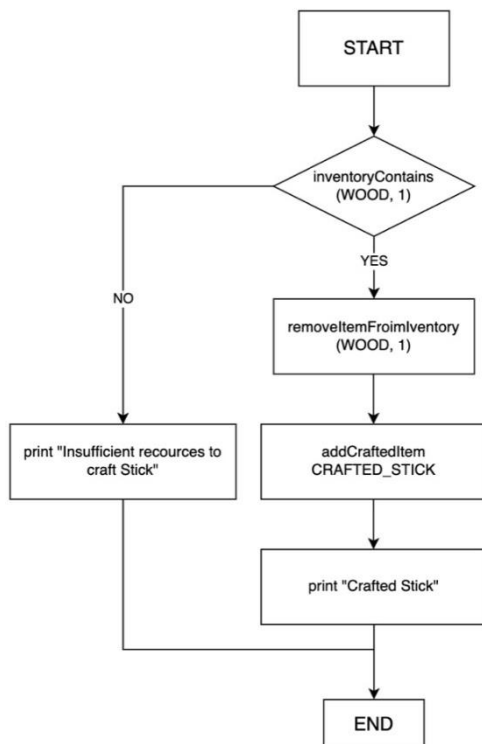 START
inventoryContains
(WOOD, 1)
YES
NO
removeItemFroimIventory
(WOOD, 1)
print "Insufficient recources to
craft Stick"
addCraftedItem
CRAFTED_STICK
print "Crafted Stick"
END